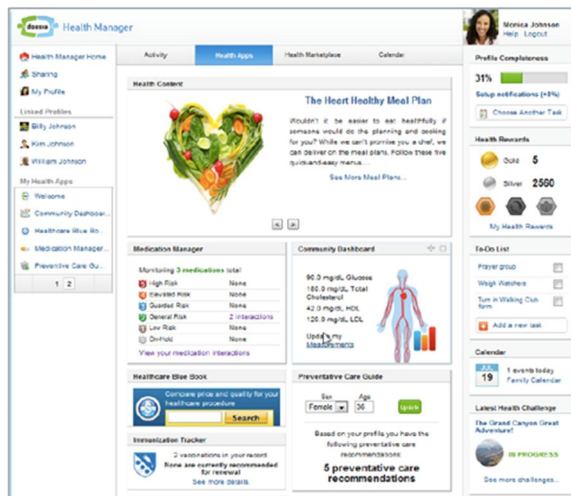 dossia Health Manager
Monica Johnson
Help Logout
Health Manager Home
Sharing
My Profile
Linked Profiles
Billy Johnson
Kim Johnson
William Johnson
My Health Apps
Welcome
Community Dashboar...
Healthcare Blue Bo...
Medication Manager...
Preventive Care Gu...
1 2
Activity
Health Apps
Health Marketplace
Calendar
Health Content
The Heart Healthy Meal Plan
Wouldn't it be easier to eat healthfully if
someone would do the planning and cooking
for you? While we can't promise you a chef, we
can deliver on the meal plans. Follow these five
quick-and-easy menus ...
See More Meal Plans...
Medication Manager
Monitoring 3 medications total
High Risk None
Elevated Risk None
Guarded Risk None
General Risk 2 interactions
Low Risk None
On-Hold None
View your medication interactions
Community Dashboard
90.0 mg/dL Glucose
180.0 mg/dL Total
Cholesterol
42.0 mg/dL HDL
120.0 mg/dL LDL
Update my
Measurements
Healthcare Blue Book
Compare price and quality for your
healthcare procedure
Search
Immunization Tracker
2 vaccinations in your record
None are currently recommended
for renewal
See more details.
Preventative Care Guide
Sex Age
Female 36 Update
Based on your profile you have the
following preventative care
recommendations:
5 preventative care
recommendations
Profile Completeness
31%
Setup notifications (+8%)
Choose Another Task
Health Rewards
Gold 5
Silver 2560
My Health Rewards
To-Do List
Prayer group
Weigh Watchers
Turn in Walking Club
form
Add a new task
Calendar
JUL
19
1 events today
Family Calendar
Latest Health Challenge
The Grand Canyon Great
Adventure!
IN PROGRESS
See more challenges...